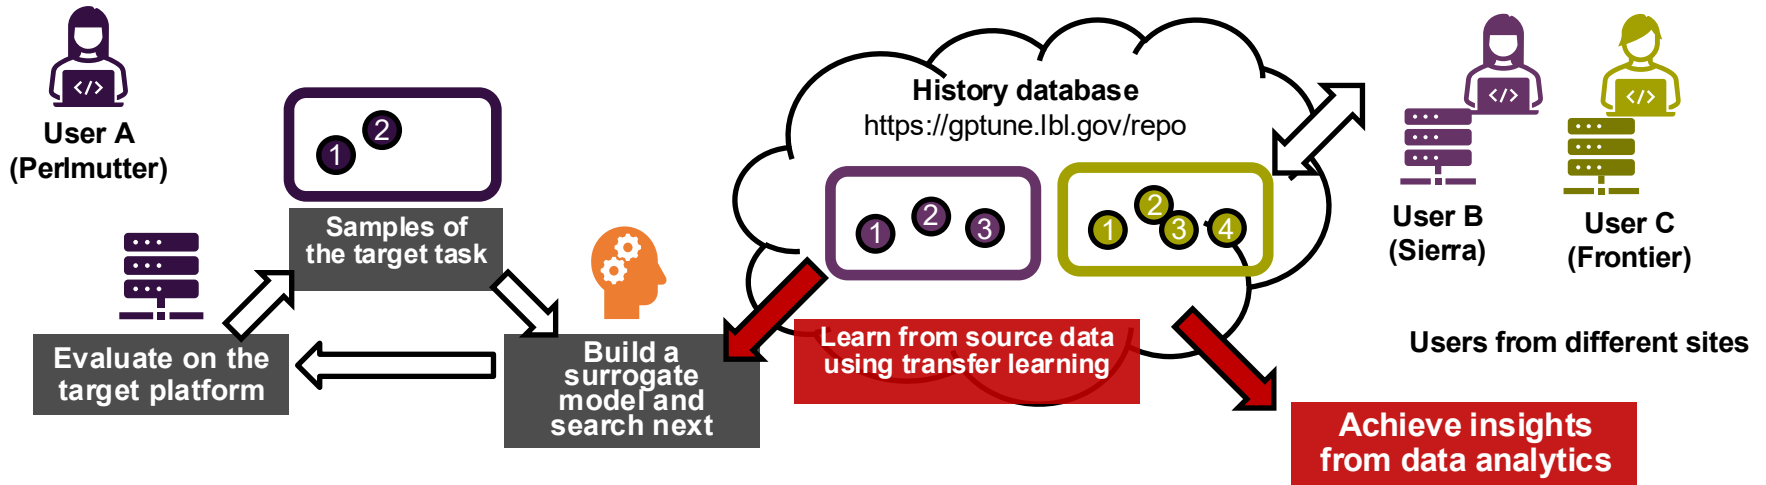 </>
User A
(Perlmutter)
1
2
Samples of
the target task
Evaluate on the
target platform
Build a
surrogate
model and
search next
History database
https://gptune.lbl.gov/repo
1
2
3
1
2
3
4
Learn from source data
using transfer learning
Achieve insights
from data analytics
</>
User B
(Sierra)
</>
User C
(Frontier)
Users from different sites